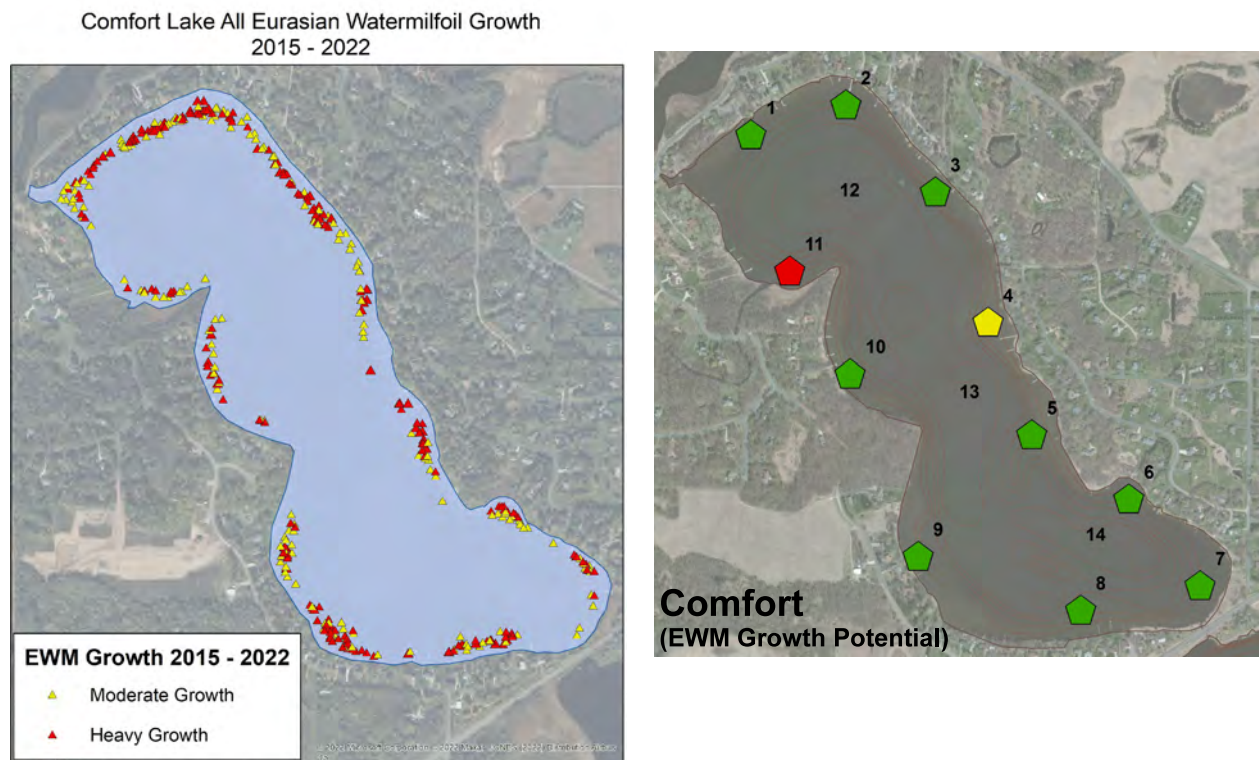 Comfort Lake All Eurasian Watermilfoil Growth
2015 - 2022
EWM Growth 2015 - 2022
Moderate Growth
Heavy Growth
1
2
3
12
11
4
10
13
5
6
9
14
7
8
Comfort
(EWM Growth Potential)